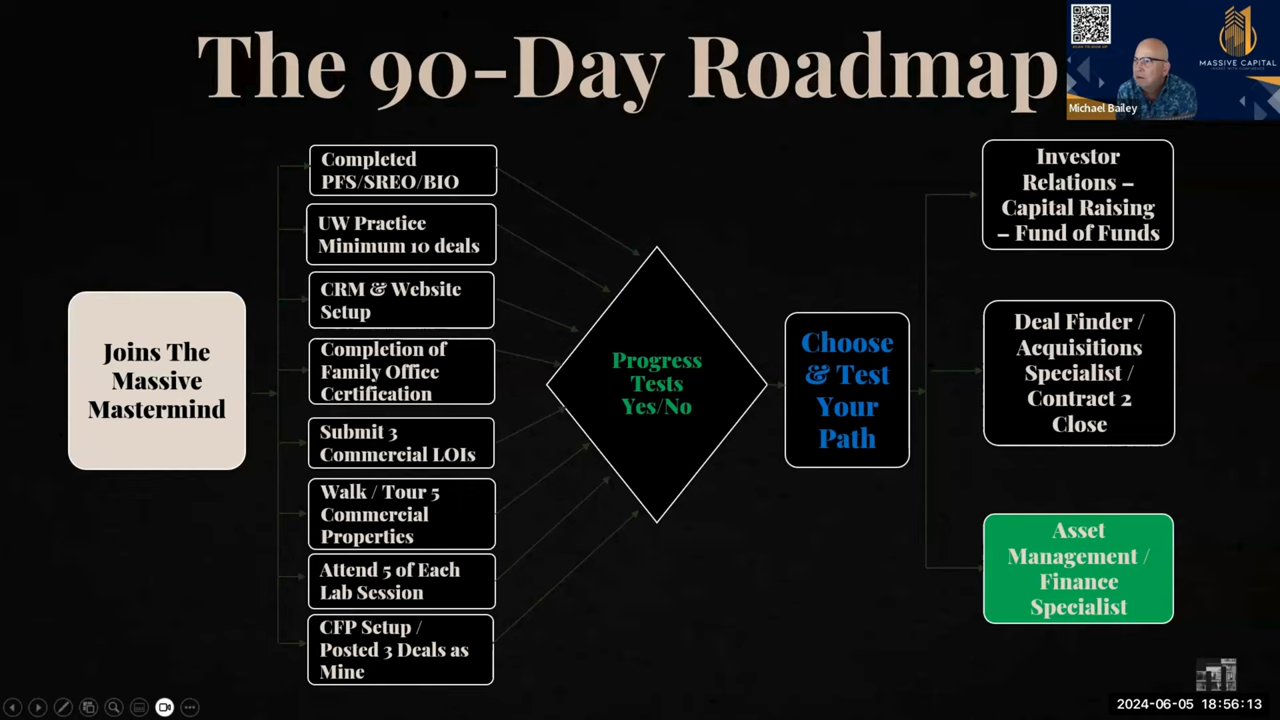 The 90-Day Roadmap
MASSIVE CAPITAL
Michael Bailey
Joins The
Massive
Mastermind
Completed
PFS/SREO/BIO
UW Practice
Minimum 10 deals
CRM & Website
Setup
Completion of
Family Office
Certification
Submit 3
Commercial LOIs
Walk / Tour 5
Commercial
Properties
Attend 5 of Each
Lab Session
CFP Setup /
Posted 3 Deals as
Mine
Progress
Tests
Yes/No
Choose
& Test
Your
Path
Investor
Relations –
Capital Raising
– Fund of Funds
Deal Finder /
Acquisitions
Specialist /
Contract 2
Close
Asset
Management /
Finance
Specialist
2024-06-05 18:56:13